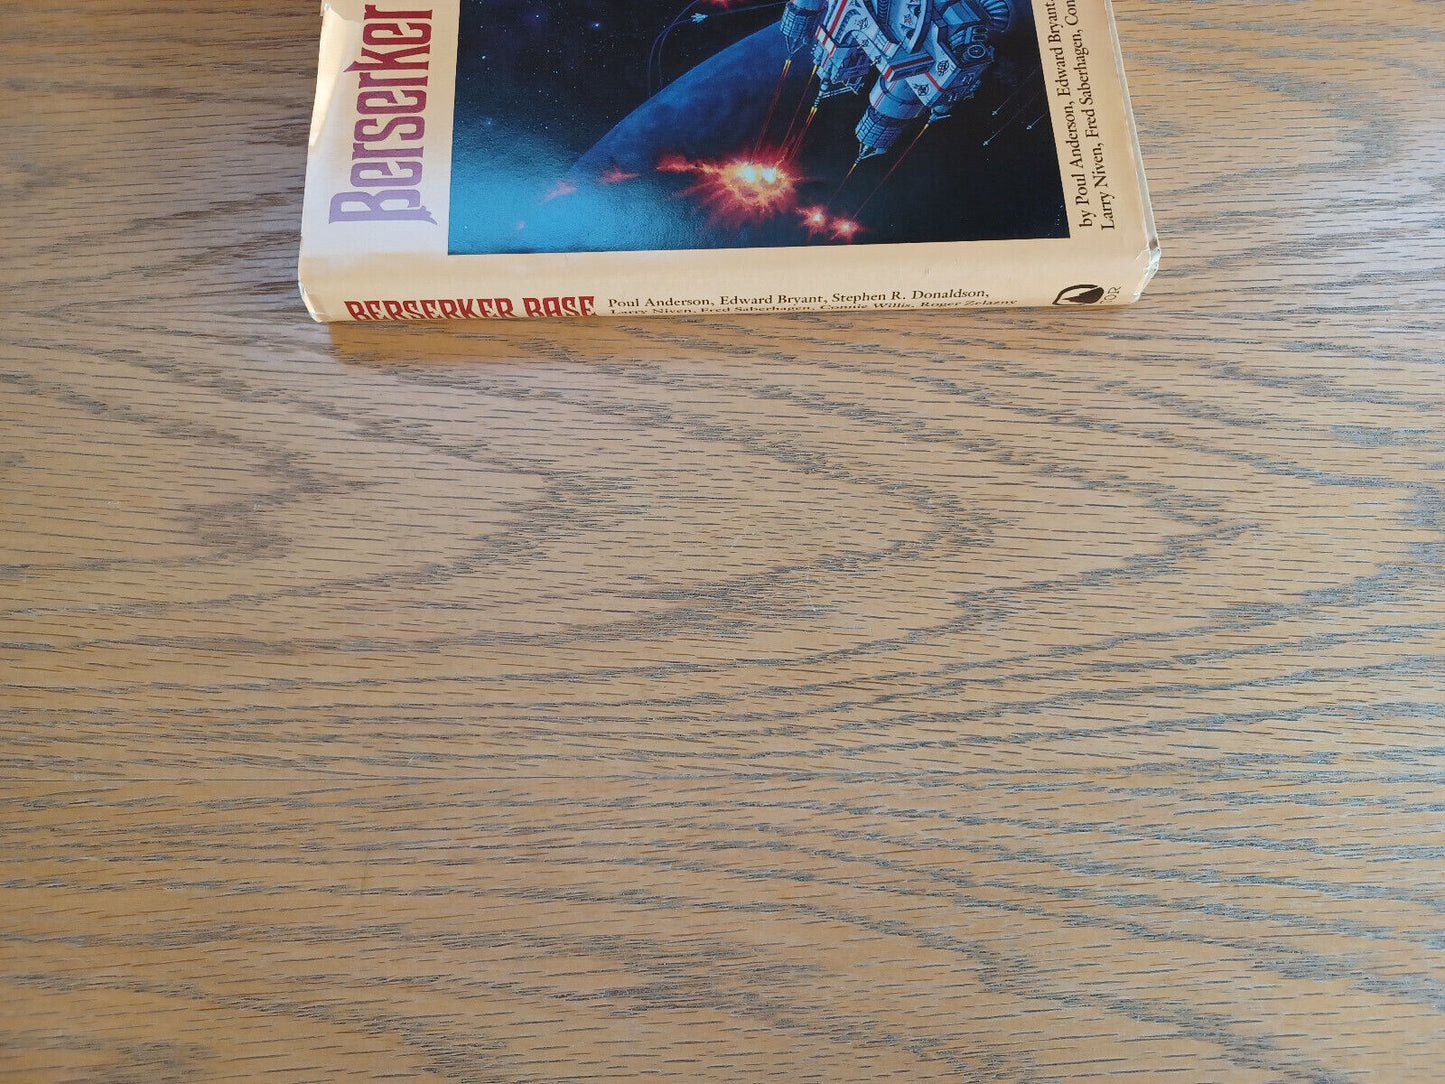 Berserker
by Poul Anderson, Edward Bryant,
Larry Niven, Fred Saberhagen, Con
BERSERKER BASE
Poul Anderson, Edward Bryant, Stephen R. Donaldson,
Larry Niven, Fred Saberhagen, Connie Willis, Roger Zelazny
OR